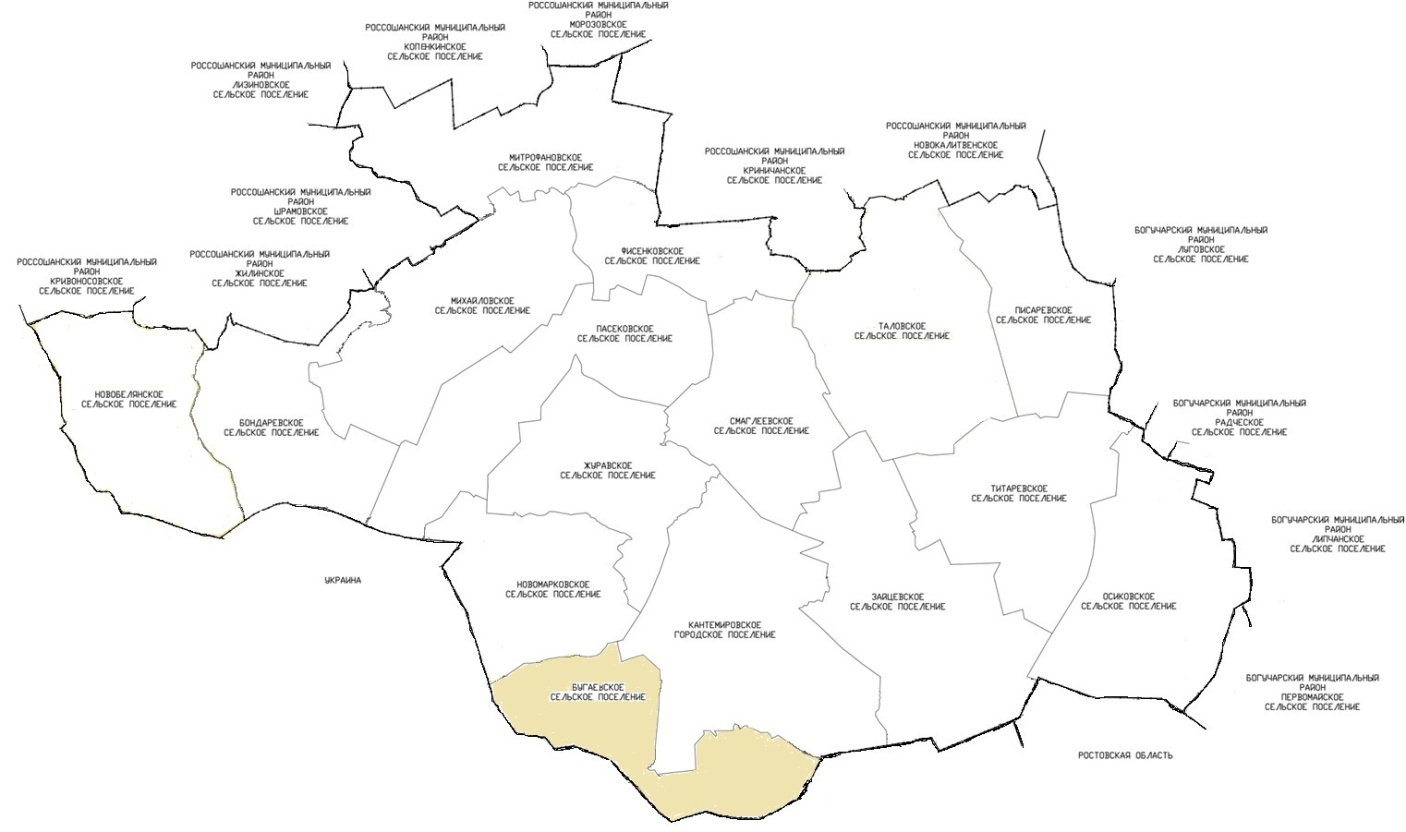 РОССОШАНСКИЙ МУНИЦИПАЛЬНЫЙ
РАЙОН
МОРОЗОВСКОЕ
СЕЛЬСКОЕ ПОСЕЛЕНИЕ
РОССОШАНСКИЙ МУНИЦИПАЛЬНЫЙ
РАЙОН
КОПЕНКИНСКОЕ
СЕЛЬСКОЕ ПОСЕЛЕНИЕ
РОССОШАНСКИЙ МУНИЦИПАЛЬНЫЙ
РАЙОН
ЛИЗИНОВСКОЕ
СЕЛЬСКОЕ ПОСЕЛЕНИЕ
РОССОШАНСКИЙ МУНИЦИПАЛЬНЫЙ
РАЙОН
НОВОКАЛИТВЕНСКОЕ
СЕЛЬСКОЕ ПОСЕЛЕНИЕ
РОССОШАНСКИЙ МУНИЦИПАЛЬНЫЙ
РАЙОН
КРИНИЧАНСКОЕ
СЕЛЬСКОЕ ПОСЕЛЕНИЕ
МИТРОФАНОВСКОЕ
СЕЛЬСКОЕ ПОСЕЛЕНИЕ
РОССОШАНСКИЙ МУНИЦИПАЛЬНЫЙ
РАЙОН
ШРАМОВСКОЕ
СЕЛЬСКОЕ ПОСЕЛЕНИЕ
БОГУЧАРСКИЙ МУНИЦИПАЛЬНЫЙ
РАЙОН
ЛУГОВСКОЕ
СЕЛЬСКОЕ ПОСЕЛЕНИЕ
РОССОШАНСКИЙ МУНИЦИПАЛЬНЫЙ
РАЙОН
КРИВОНОСОВСКОЕ
СЕЛЬСКОЕ ПОСЕЛЕНИЕ
РОССОШАНСКИЙ МУНИЦИПАЛЬНЫЙ
РАЙОН
ЖИЛИНСКОЕ
СЕЛЬСКОЕ ПОСЕЛЕНИЕ
ФИСЕНКОВСКОЕ
СЕЛЬСКОЕ ПОСЕЛЕНИЕ
МИХАЙЛОВСКОЕ
СЕЛЬСКОЕ ПОСЕЛЕНИЕ
ПАСЕКОВСКОЕ
СЕЛЬСКОЕ ПОСЕЛЕНИЕ
ТАЛОВСКОЕ
СЕЛЬСКОЕ ПОСЕЛЕНИЕ
ПИСАРЕВСКОЕ
СЕЛЬСКОЕ ПОСЕЛЕНИЕ
НОВОБЕЛЯНСКОЕ
СЕЛЬСКОЕ ПОСЕЛЕНИЕ
БОНДАРЕВСКОЕ
СЕЛЬСКОЕ ПОСЕЛЕНИЕ
СМАГЛЕЕВСКОЕ
СЕЛЬСКОЕ ПОСЕЛЕНИЕ
БОГУЧАРСКИЙ МУНИЦИПАЛЬНЫЙ
РАЙОН
РАДЧЕСКОЕ
СЕЛЬСКОЕ ПОСЕЛЕНИЕ
ЖУРАВСКОЕ
СЕЛЬСКОЕ ПОСЕЛЕНИЕ
ТИТАРЕВСКОЕ
СЕЛЬСКОЕ ПОСЕЛЕНИЕ
БОГУЧАРСКИЙ МУНИЦИПАЛЬНЫЙ
РАЙОН
ЛИПЧАНСКОЕ
СЕЛЬСКОЕ ПОСЕЛЕНИЕ
УКРАИНА
НОВОМАРКОВСКОЕ
СЕЛЬСКОЕ ПОСЕЛЕНИЕ
ЗАЙЦЕВСКОЕ
СЕЛЬСКОЕ ПОСЕЛЕНИЕ
ОСИКОВСКОЕ
СЕЛЬСКОЕ ПОСЕЛЕНИЕ
КАНТЕМИРОВСКОЕ
ГОРОДСКОЕ ПОСЕЛЕНИЕ
БУГАЕВСКОЕ
СЕЛЬСКОЕ ПОСЕЛЕНИЕ
БОГУЧАРСКИЙ МУНИЦИПАЛЬНЫЙ
РАЙОН
ПЕРВОМАЙСКОЕ
СЕЛЬСКОЕ ПОСЕЛЕНИЕ
РОСТОВСКАЯ ОБЛАСТЬ